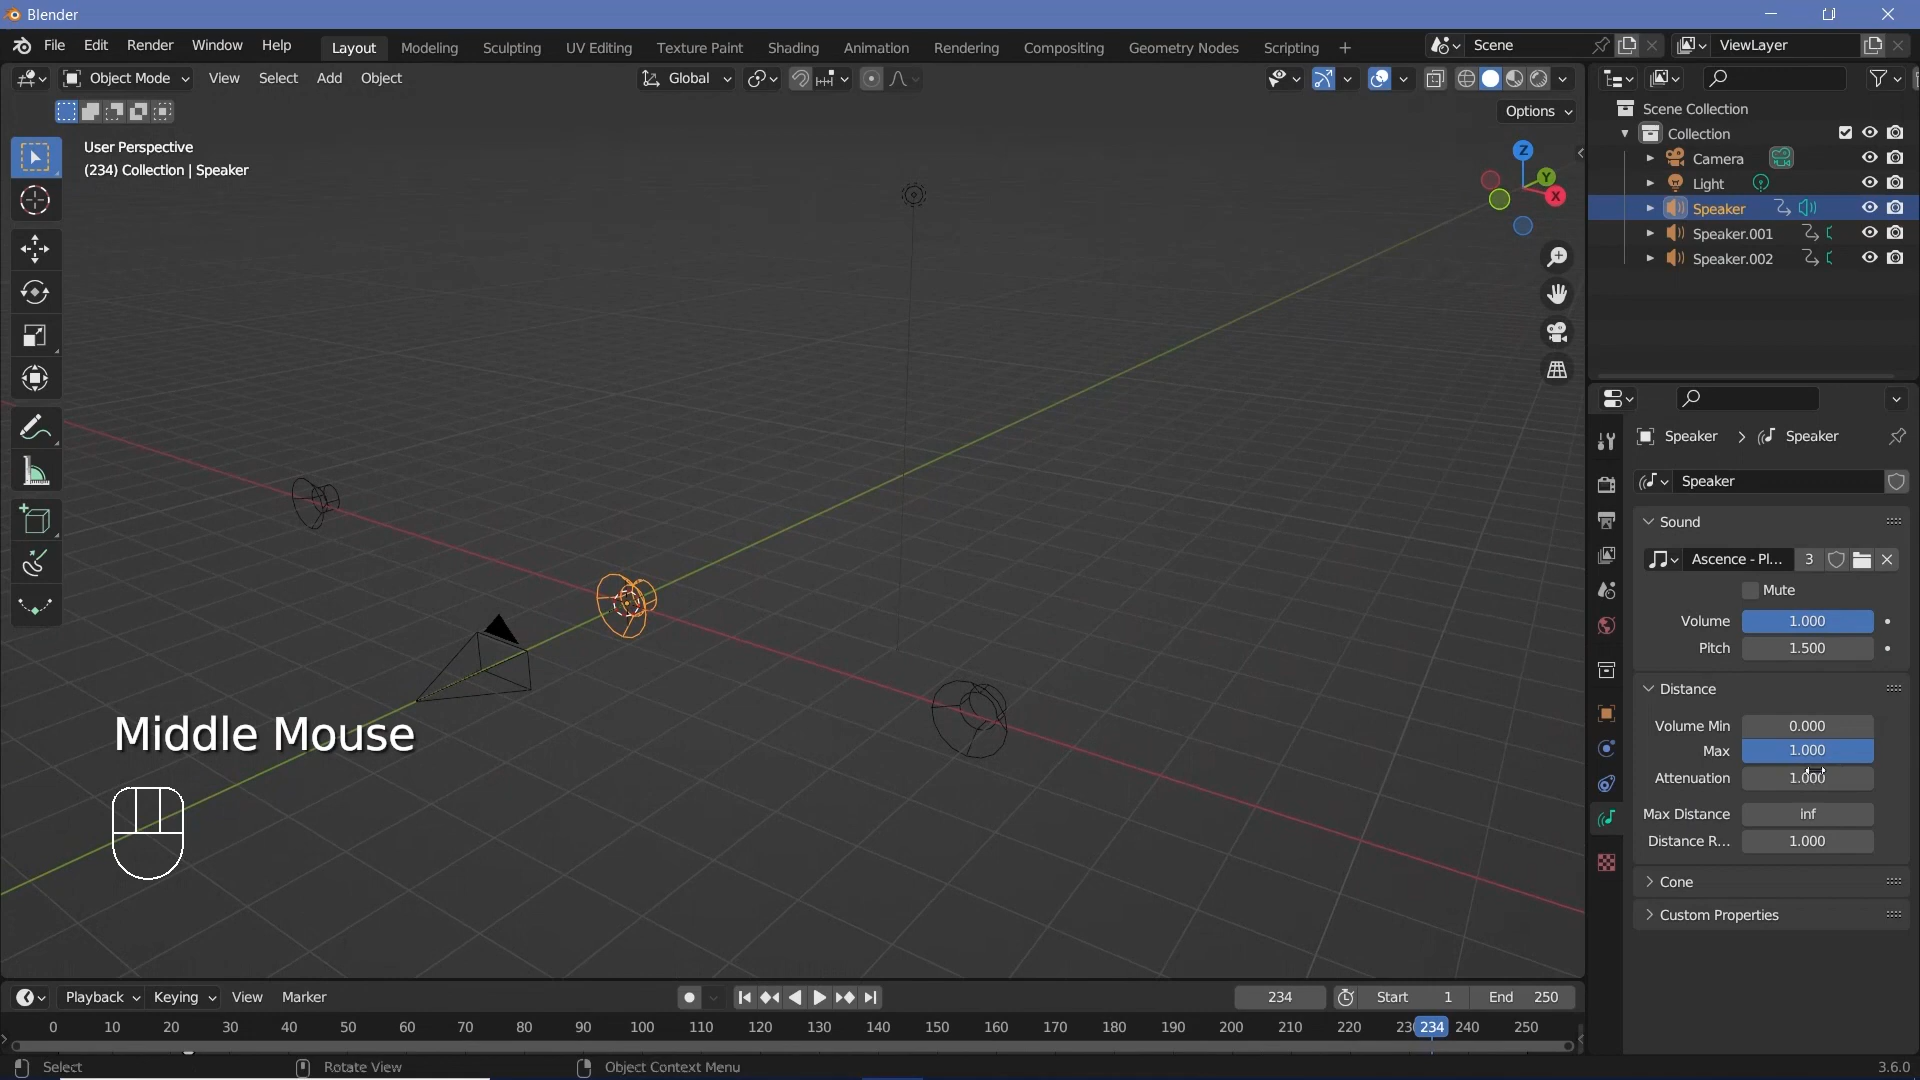 Blender
File Edit Render Window Help Layout Modeling Sculpting UV Editing Texture Paint Shading Animation Rendering Compositing Geometry Nodes Scripting + Scene ViewLayer
Object Mode View Select Add Object Global
Options
User Perspective
(234) Collection | Speaker
Z
Y
X
Scene Collection
Collection
Camera
Light
Speaker
Speaker.001
Speaker.002
Speaker > Speaker
Speaker
Sound
Ascence - Pl... 3
Mute
Volume 1.000
Pitch 1.500
Distance
Volume Min 0.000
Max 1.000
Attenuation 1.000
Max Distance inf
Distance R... 1.000
Cone
Custom Properties
Middle Mouse
Playback Keying View Marker 234 Start 1 End 250
0 10 20 30 40 50 60 70 80 90 100 110 120 130 140 150 160 170 180 190 200 210 220 23 234 240 250
Select Rotate View Object Context Menu 3.6.0